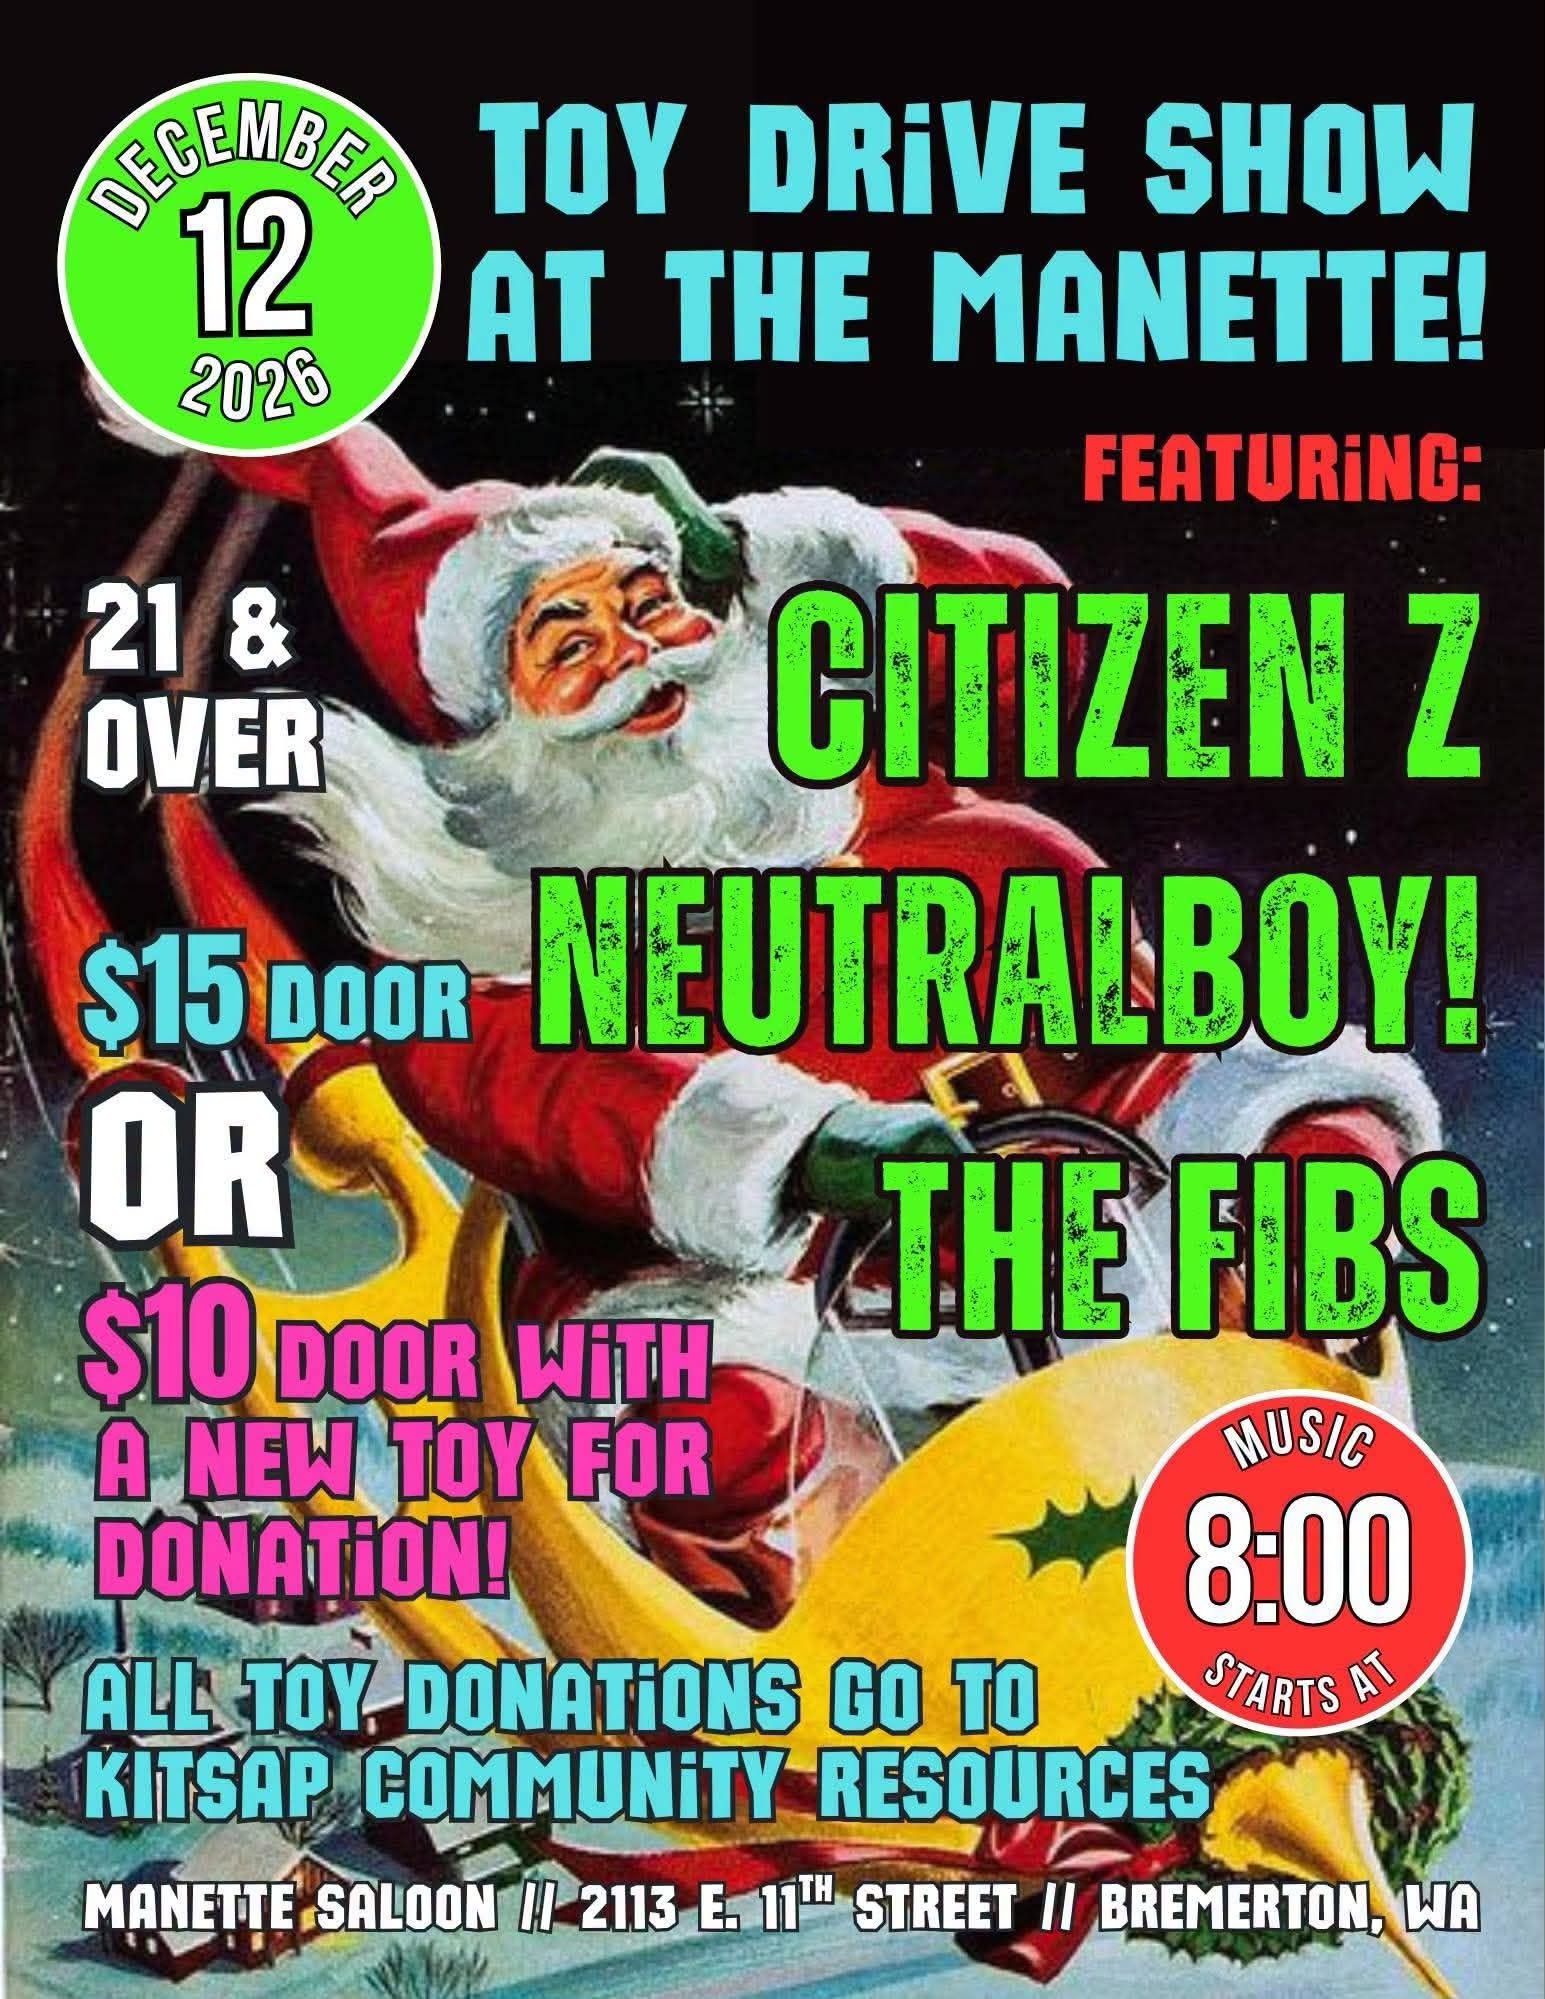 DECEMBER
12
2026
TOY DRiVE SHOW
AT THE MANETTE!
FEATURiNG:
CITIZEN Z
NEUTRALBOY!
THE FIBS
21 &
OVER
$15 DOOR
OR
$10 DOOR WiTH
A NEW TOY FOR
DONATiON!
MUSIC
8:00
STARTS AT
ALL TOY DONATiONS GO TO
KITSAP COMMUNiTY RESOURCES
MANETTE SALOON // 2113 E. 11TH STREET // BREMERTON, WA